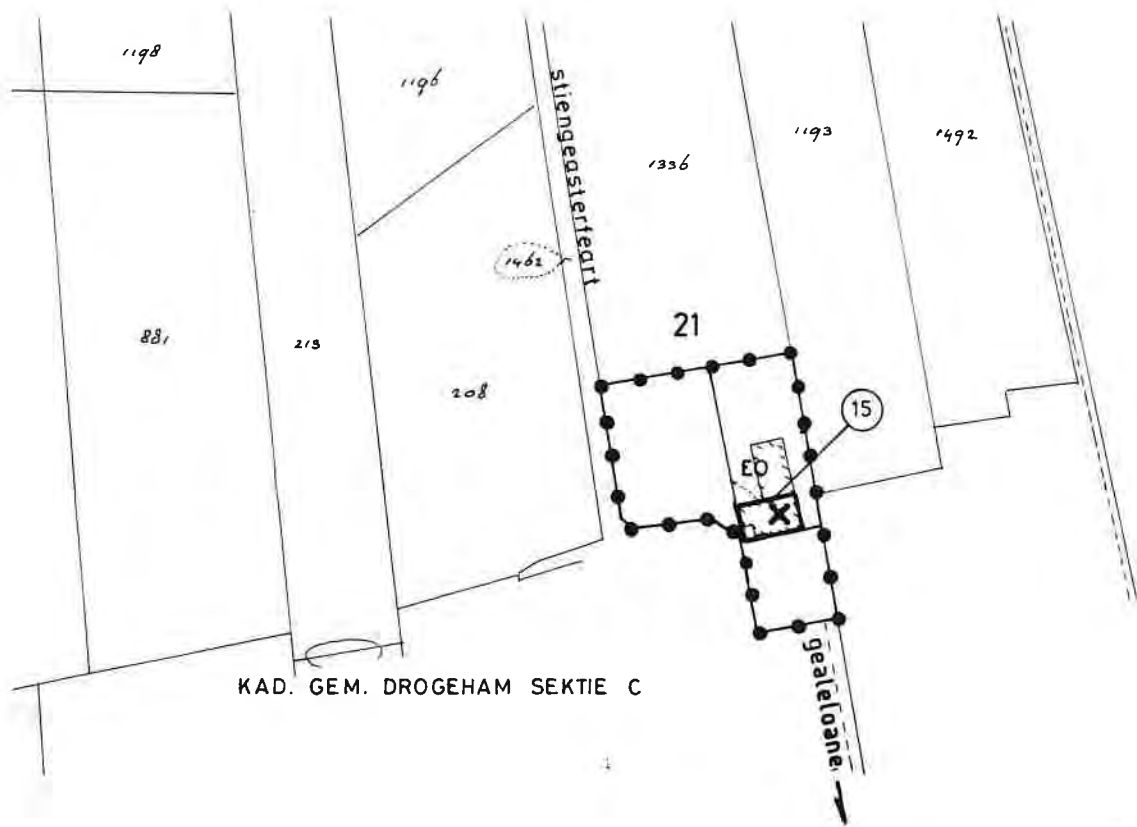 1198
1196
stiengeasterfeart
1336
1193
1492
1462
881
213
208
21
15
EO
X
KAD. GEM. DROGEHAM SEKTIE C
gealeloane